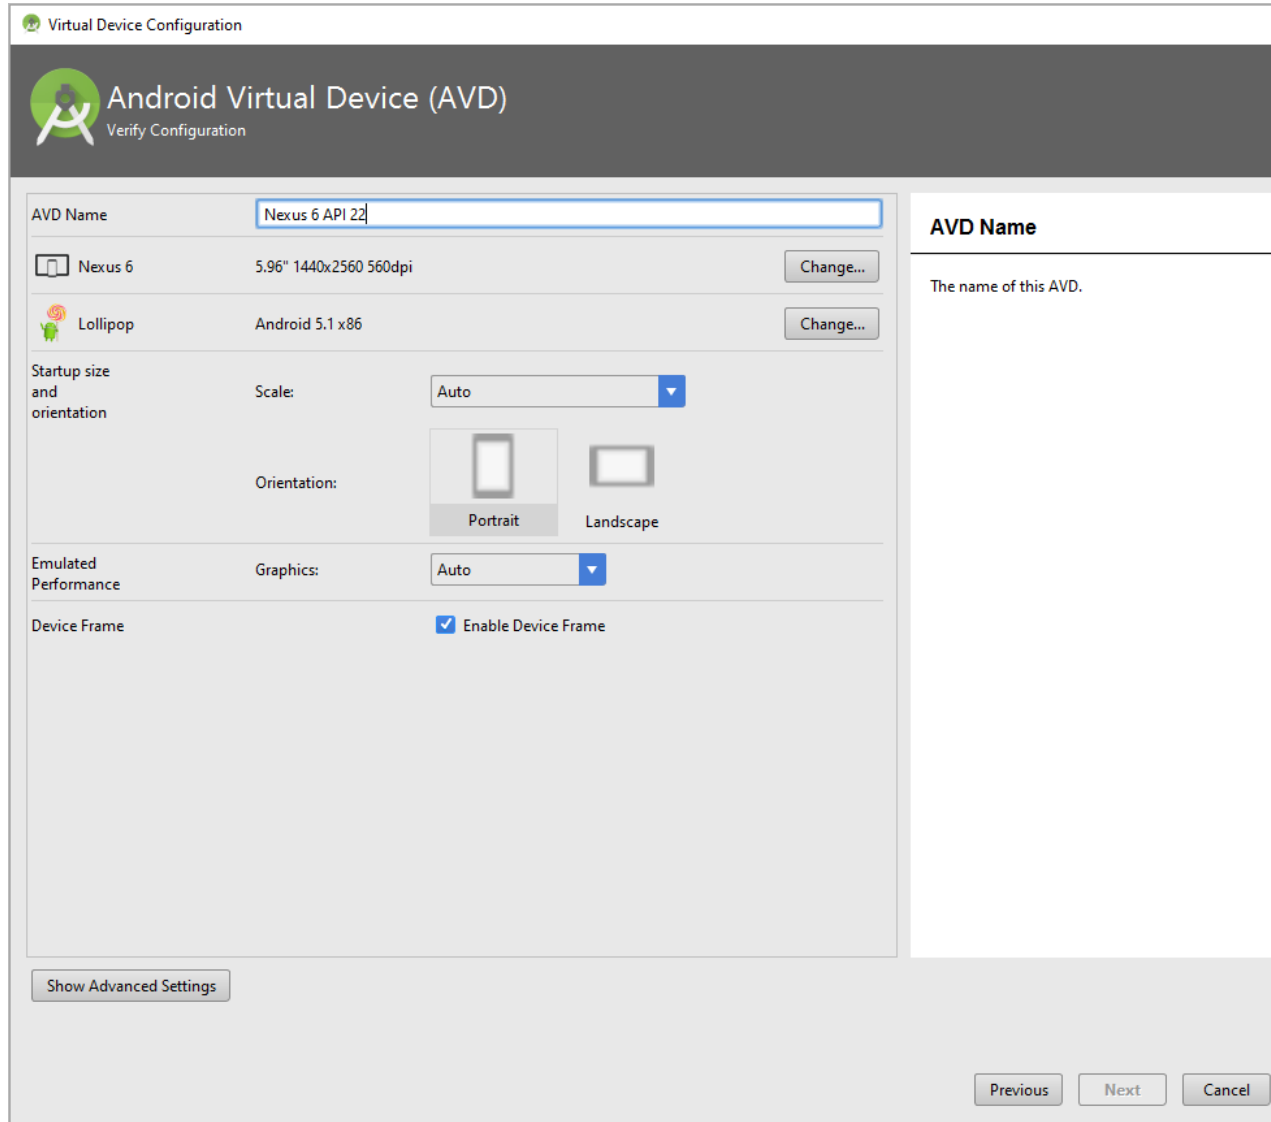 Virtual Device Configuration
Android Virtual Device (AVD)
Verify Configuration
AVD Name
Nexus 6 API 22
Nexus 6
5.96" 1440x2560 560dpi
Change...
Lollipop
Android 5.1 x86
Change...
Startup size
and
orientation
Scale:
Auto
Orientation:
Portrait
Landscape
Emulated
Performance
Graphics:
Auto
Device Frame
Enable Device Frame
AVD Name
The name of this AVD.
Show Advanced Settings
Previous
Next
Cancel